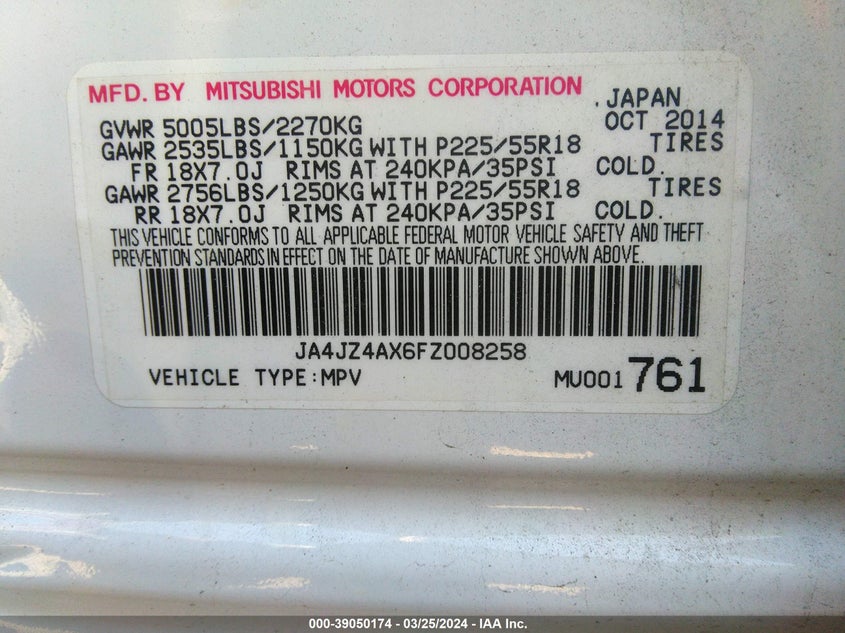 MFD. BY MITSUBISHI MOTORS CORPORATION . JAPAN
GVWR 5005LBS/2270KG OCT 2014
GAWR 2535LBS/1150KG WITH P225/55R18 TIRES
FR 18X7.0J RIMS AT 240KPA/35PSI COLD.
GAWR 2756LBS/1250KG WITH P225/55R18 TIRES
RR 18X7.0J RIMS AT 240KPA/35PSI COLD.
THIS VEHICLE CONFORMS TO ALL APPLICABLE FEDERAL MOTOR VEHICLE SAFETY AND THEFT
PREVENTION STANDARDS IN EFFECT ON THE DATE OF MANUFACTURE SHOWN ABOVE.
JA4JZ4AX6FZ008258
VEHICLE TYPE:MPV MU001 761
000-39050174 - 03/25/2024 - IAA Inc.